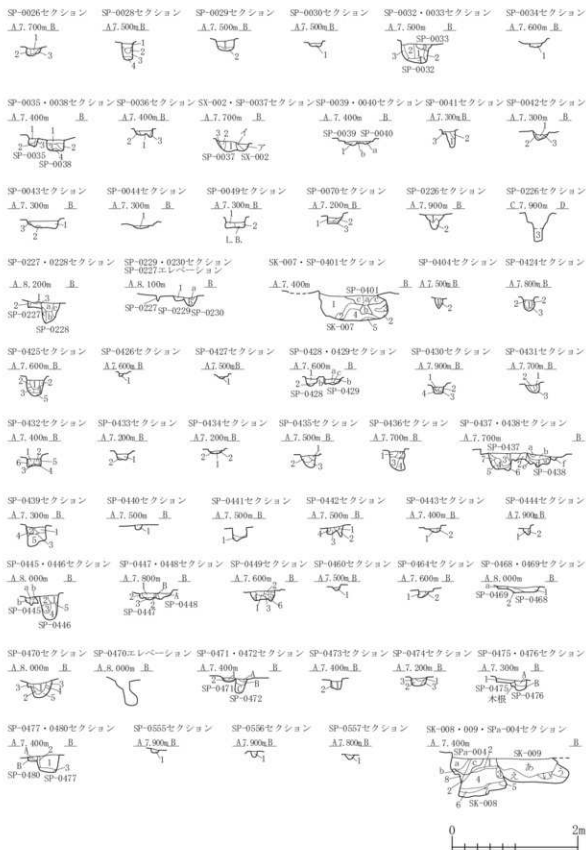 SP-0026セクション SP-0028セクション SP-0029セクション SP-0030セクション SP-0032・0033セクション SP-0034セクション
A 7.700m B A 7.500m B A 7.500m B A 7.500m B A 7.500m B A 7.600m B
SP-0033
SP-0032
SP-0035・0038セクション SP-0036セクション SX-002・SP-0037セクション SP-0039・0040セクション SP-0041セクション SP-0042セクション
A 7.400m B A 7.400m B A 7.700m B A 7.400m B A 7.300m B A 7.300m B
SP-0039 SP-0040
SP-0035 SP-0038 SP-0037 SX-002
SP-0043セクション SP-0044セクション SP-0049セクション SP-0070セクション SP-0226セクション SP-0226セクション
A 7.300m B A 7.300m B A 7.300m B A 7.200m B A 7.900m B C 7.900m D
L.B.
SP-0227・0228セクション SP-0229・0230セクション SK-007・SP-0401セクション SP-0404セクション SP-0424セクション
SP-0227エレベーション
A 8.200m B A 8.100m B A 7.400m B A 7.500m B A 7.800m B
SP-0401
SP-0227 SP-0228 SP-0227 SP-0229 SP-0230
SK-007
SP-0425セクション SP-0426セクション SP-0427セクション SP-0428・0429セクション SP-0430セクション SP-0431セクション
A 7.600m B A 7.600m B A 7.500m B A 7.600m B A 7.900m B A 7.700m B
SP-0428 SP-0429
SP-0432セクション SP-0433セクション SP-0434セクション SP-0435セクション SP-0436セクション SP-0437・0438セクション
A 7.400m B A 7.200m B A 7.200m B A 7.500m B A 7.700m B A 7.700m B
SP-0437
SP-0438
SP-0439セクション SP-0440セクション SP-0441セクション SP-0442セクション SP-0443セクション SP-0444セクション
A 7.300m B A 7.500m B A 7.500m B A 7.500m B A 7.400m B A 7.900m B
SP-0445・0446セクション SP-0447・0448セクション SP-0449セクション SP-0460セクション SP-0464セクション SP-0468・0469セクション
A 8.000m B A 7.800m B A 7.600m B A 7.500m B A 7.600m B A 8.000m B
SP-0445 SP-0446 SP-0447 SP-0448 SP-0469 SP-0468
SP-0470セクション SP-0470エレベーション SP-0471・0472セクション SP-0473セクション SP-0474セクション SP-0475・0476セクション
A 8.000m B A 8.000m B A 7.400m B A 7.400m B A 7.200m B A 7.300m B
SP-0471 SP-0472 SP-0475 SP-0476
木根
SP-0477・0480セクション SP-0555セクション SP-0556セクション SP-0557セクション SK-008・009・SPa-004セクション
A 7.400m B A 7.900m B A 7.900m B A 7.800m B A 7.400m B
SPa-004 SK-009
SP-0480 SP-0477
SK-008
0 2m